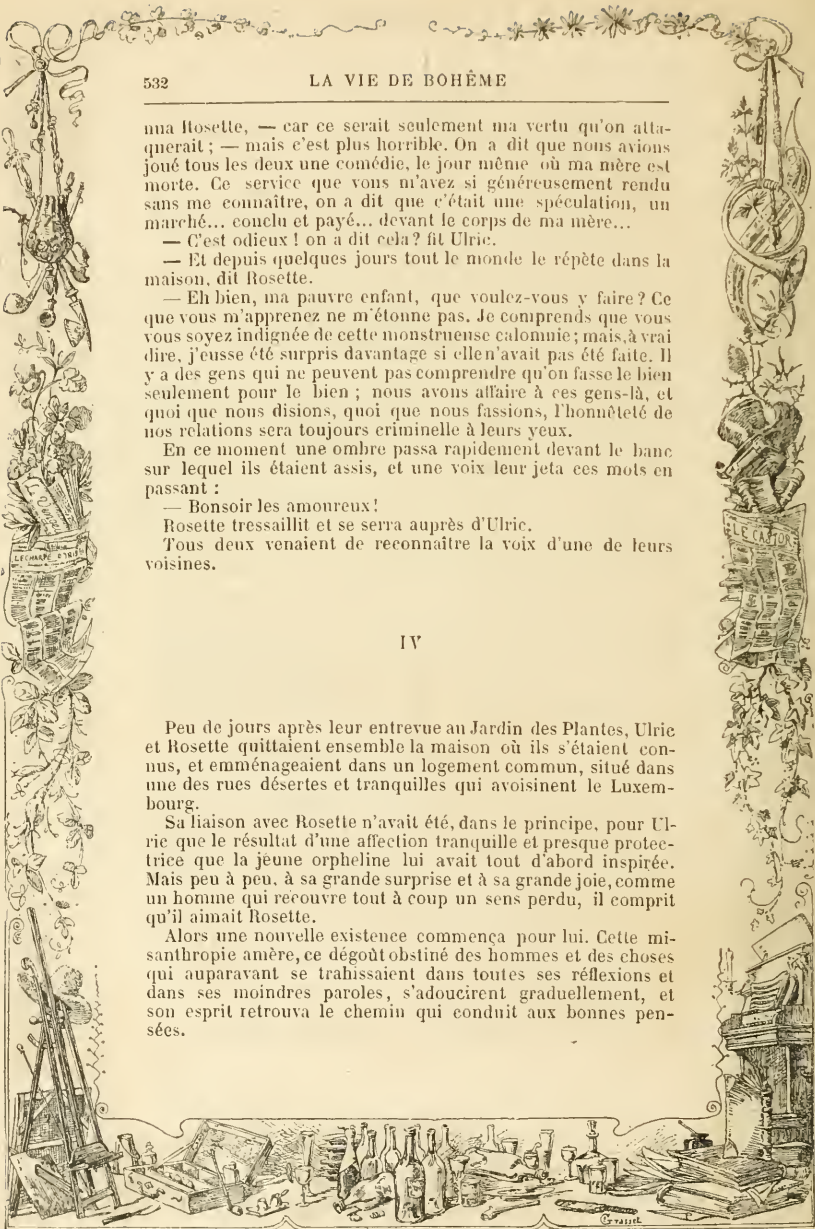 532 LA VIE DE BOHÊME
nua Rosette, — car ce serait seulement ma vertu qu'on atta-
querait ; — mais c'est plus horrible. On a dit que nous avions
joué tous les deux une comédie, le jour même où ma mère est
morte. Ce service que vous m'avez si généreusement rendu
sans me connaître, on a dit que c'était une spéculation, un
marché... conclu et payé... devant le corps de ma mère...
— C'est odieux ! on a dit cela ? fit Ulric.
— Et depuis quelques jours tout le monde le répète dans la
maison, dit Rosette.
— Eh bien, ma pauvre enfant, que voulez-vous y faire ? Ce
que vous m'apprenez ne m'étonne pas. Je comprends que vous
vous soyez indignée de cette monstrueuse calomnie ; mais, à vrai
dire, j'eusse été surpris davantage si elle n'avait pas été faite. Il
y a des gens qui ne peuvent pas comprendre qu'on fasse le bien
seulement pour le bien ; nous avons affaire à ces gens-là, et
quoi que nous disions, quoi que nous fassions, l'honnêteté de
nos relations sera toujours criminelle à leurs yeux.
En ce moment une ombre passa rapidement devant le banc
sur lequel ils étaient assis, et une voix leur jeta ces mots en
passant :
— Bonsoir les amoureux !
Rosette tressaillit et se serra auprès d'Ulric.
Tous deux venaient de reconnaître la voix d'une de leurs
voisines.
IV
Peu de jours après leur entrevue au Jardin des Plantes, Ulric
et Rosette quittaient ensemble la maison où ils s'étaient con-
nus, et emménageaient dans un logement commun, situé dans
une des rues désertes et tranquilles qui avoisinent le Luxem-
bourg.
Sa liaison avec Rosette n'avait été, dans le principe, pour Ul-
ric que le résultat d'une affection tranquille et presque protec-
trice que la jeune orpheline lui avait tout d'abord inspirée.
Mais peu à peu, à sa grande surprise et à sa grande joie, comme
un homme qui recouvre tout à coup un sens perdu, il comprit
qu'il aimait Rosette.
Alors une nouvelle existence commença pour lui. Cette mi-
santhropie amère, ce dégoût obstiné des hommes et des choses
qui auparavant se trahissaient dans toutes ses réflexions et
dans ses moindres paroles, s'adoucirent graduellement, et
son esprit retrouva le chemin qui conduit aux bonnes pen-
sées.
LE CASTOR